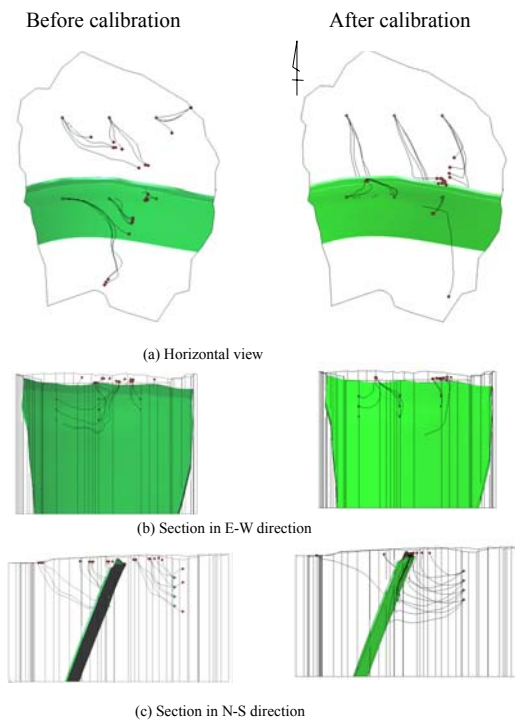 Before calibration
After calibration
(a) Horizontal view
(b) Section in E-W direction
(c) Section in N-S direction